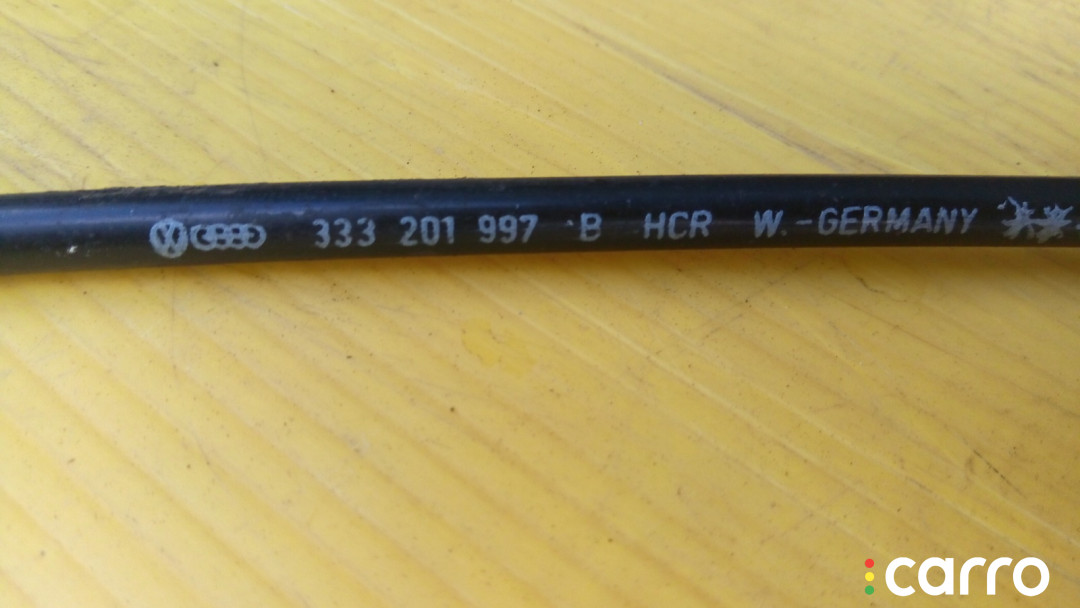 333 201 997 B HCR W.-GERMANY
carro